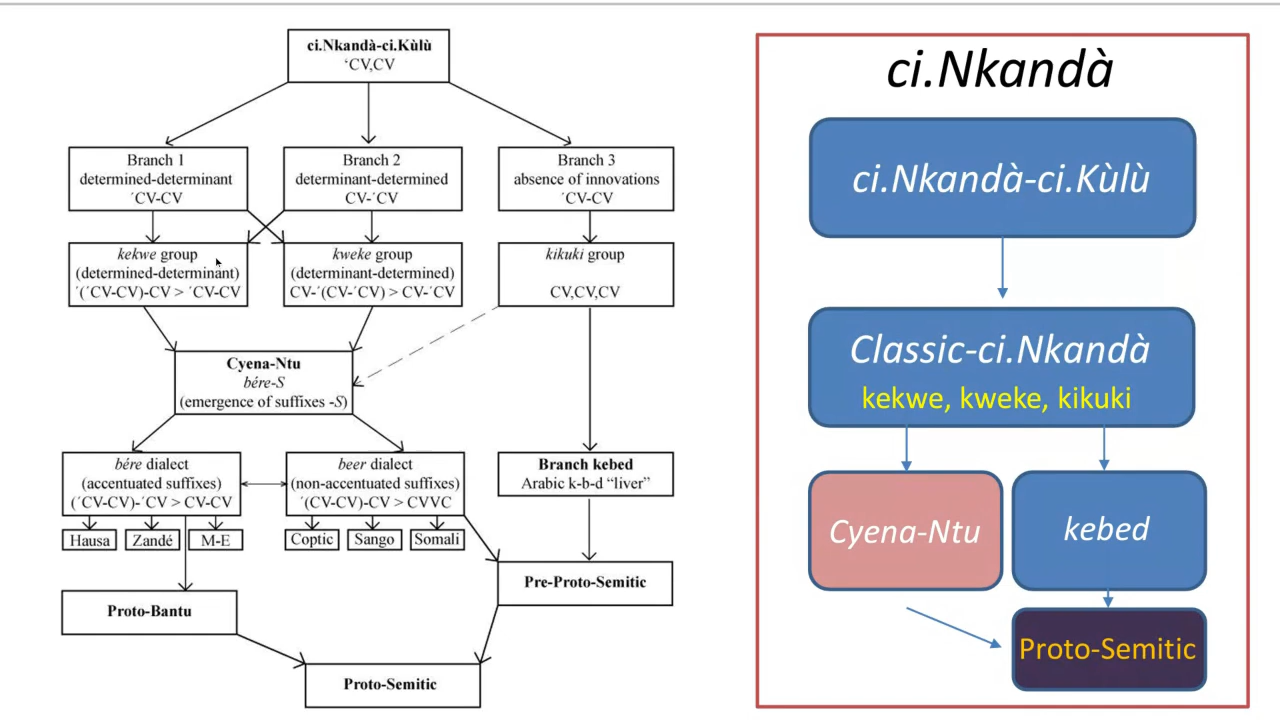 ci.Nkandà-ci.Kùlù
´CV,CV
Branch 1
determined-determinant
´CV-CV
Branch 2
determinant-determined
CV-´CV
Branch 3
absence of innovations
´CV-CV
kekwe group
(determined-determinant)
´(´CV-CV)-CV > ´CV-CV
kweke group
(determinant-determined)
CV-´(CV-´CV) > CV-´CV
kikuki group
CV,CV,CV
Cyena-Ntu
bére-S
(emergence of suffixes -S)
bére dialect
(accentuated suffixes)
(´CV-CV)-´CV > CV-CV
beer dialect
(non-accentuated suffixes)
´(CV-CV)-CV > CVVC
Branch kebed
Arabic k-b-d “liver”
Hausa
Zandé
M-E
Coptic
Sango
Somali
Pre-Proto-Semitic
Proto-Bantu
Proto-Semitic
ci.Nkandà
ci.Nkandà-ci.Kùlù
Classic-ci.Nkandà
kekwe, kweke, kikuki
Cyena-Ntu
kebed
Proto-Semitic